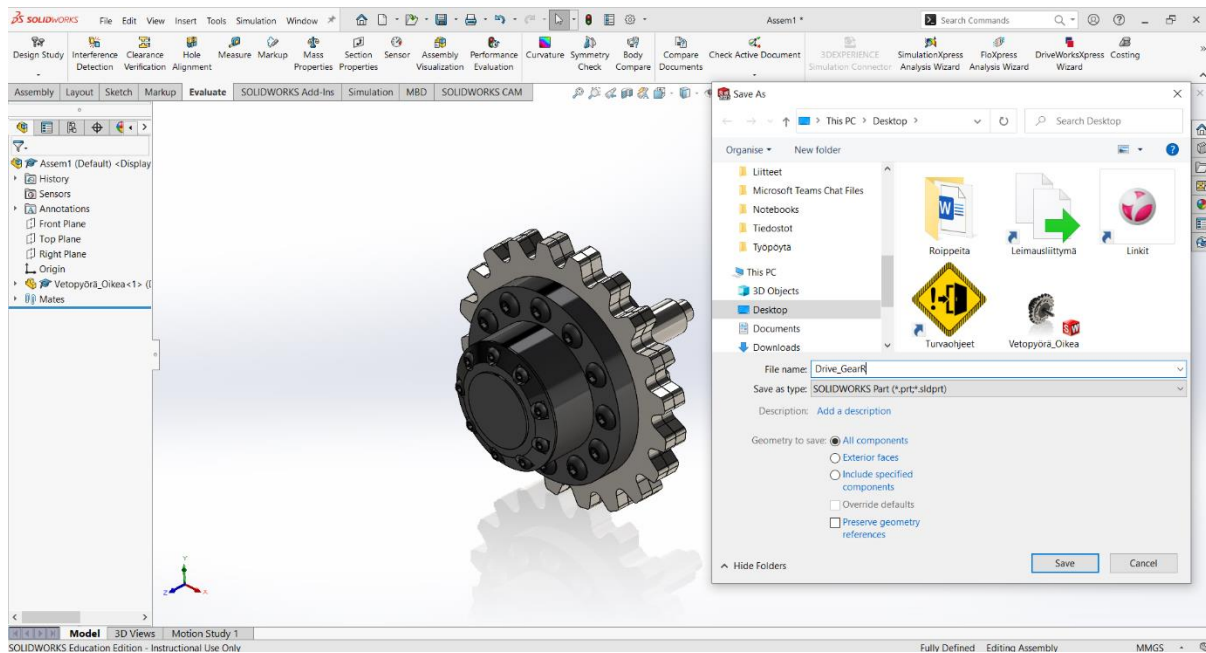 SOLIDWORKS File Edit View Insert Tools Simulation Window Assem1 * Search Commands
Design Study Interference Detection Clearance Verification Hole Alignment Measure Markup Mass Properties Section Properties Sensor Assembly Visualization Performance Evaluation Curvature Symmetry Check Body Compare Compare Documents Check Active Document 3DEXPERIENCE Simulation Connector SimulationXpress Analysis Wizard FloXpress Analysis Wizard DriveWorksXpress Wizard Costing
Assembly Layout Sketch Markup Evaluate SOLIDWORKS Add-Ins Simulation MBD SOLIDWORKS CAM
Assem1 (Default) <Display
History
Sensors
Annotations
Front Plane
Top Plane
Right Plane
Origin
Vetopyörä_Oikea<1> (
Mates
Save As
This PC > Desktop >
Search Desktop
Organise
New folder
Liitteet
Microsoft Teams Chat Files
Notebooks
Tiedostot
Työpöytä
This PC
3D Objects
Desktop
Documents
Downloads
Roippeita
Leimausliittymä
Linkit
Turvaohjeet
Vetopyörä_Oikea
File name: Drive_GearR
Save as type: SOLIDWORKS Part (*.prt;*.sldprt)
Description: Add a description
Geometry to save: All components
Exterior faces
Include specified
components
Override defaults
Preserve geometry
references
Hide Folders
Save
Cancel
Y
Z
X
Model 3D Views Motion Study 1
SOLIDWORKS Education Edition - Instructional Use Only Fully Defined Editing Assembly MMGS